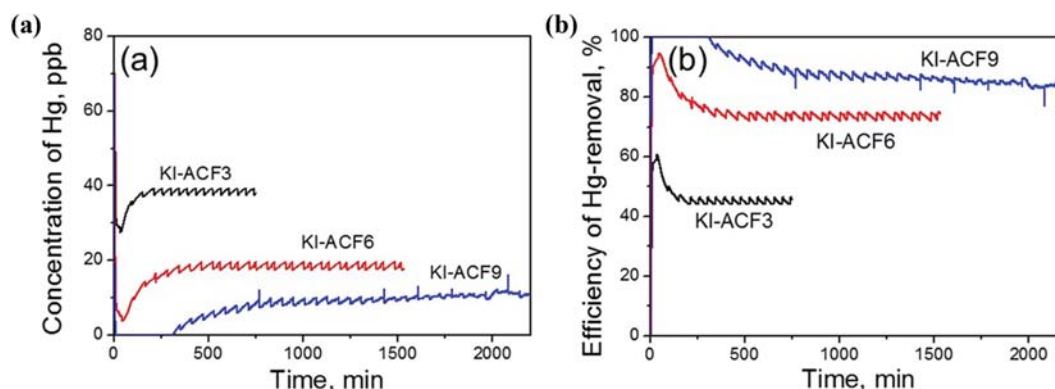 (a)
(a)
Concentration of Hg, ppb
80
60
40
20
0
KI-ACF3
KI-ACF6
KI-ACF9
0 500 1000 1500 2000
Time, min
(b)
(b)
Efficiency of Hg-removal, %
100
80
60
40
20
0
KI-ACF9
KI-ACF6
KI-ACF3
0 500 1000 1500 2000
Time, min